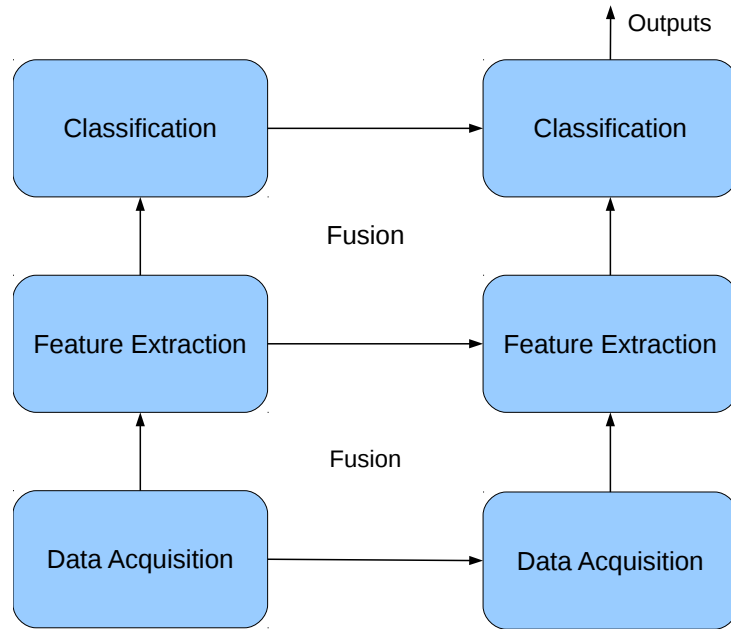 Outputs
Classification
Classification
Fusion
Feature Extraction
Feature Extraction
Fusion
Data Acquisition
Data Acquisition